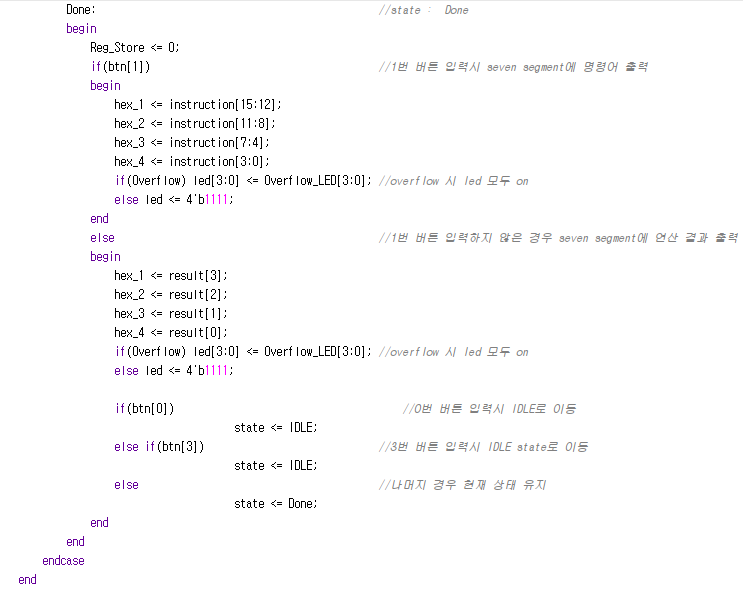 Done: //state : Done
begin
Reg_Store <= 0;
if(btn[1]) //1번 버튼 입력시 seven segment에 명령어 출력
begin
hex_1 <= instruction[15:12];
hex_2 <= instruction[11:8];
hex_3 <= instruction[7:4];
hex_4 <= instruction[3:0];
if(Overflow) led[3:0] <= Overflow_LED[3:0]; //overflow 시 led 모두 on
else led <= 4'b1111;
end
else //1번 버튼 입력하지 않은 경우 seven segment에 연산 결과 출력
begin
hex_1 <= result[3];
hex_2 <= result[2];
hex_3 <= result[1];
hex_4 <= result[0];
if(Overflow) led[3:0] <= Overflow_LED[3:0]; //overflow 시 led 모두 on
else led <= 4'b1111;
if(btn[0]) //0번 버튼 입력시 IDLE로 이동
state <= IDLE;
else if(btn[3]) //3번 버튼 입력시 IDLE state로 이동
state <= IDLE;
else //나머지 경우 현재 상태 유지
state <= Done;
end
end
endcase
end